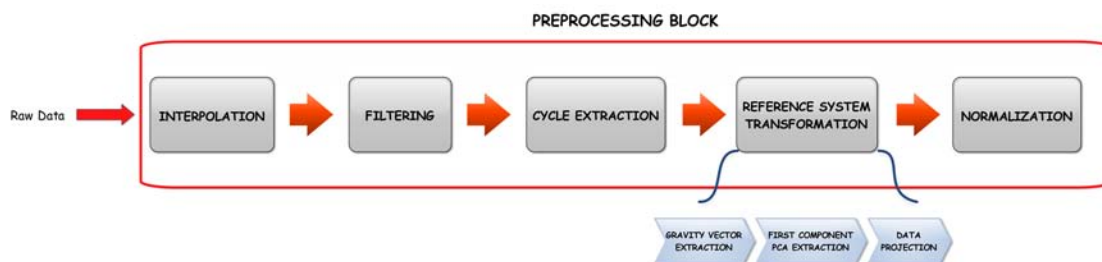 PREPROCESSING BLOCK
Raw Data
INTERPOLATION
FILTERING
CYCLE EXTRACTION
REFERENCE SYSTEM
TRANSFORMATION
NORMALIZATION
GRAVITY VECTOR
EXTRACTION
FIRST COMPONENT
PCA EXTRACTION
DATA
PROJECTION